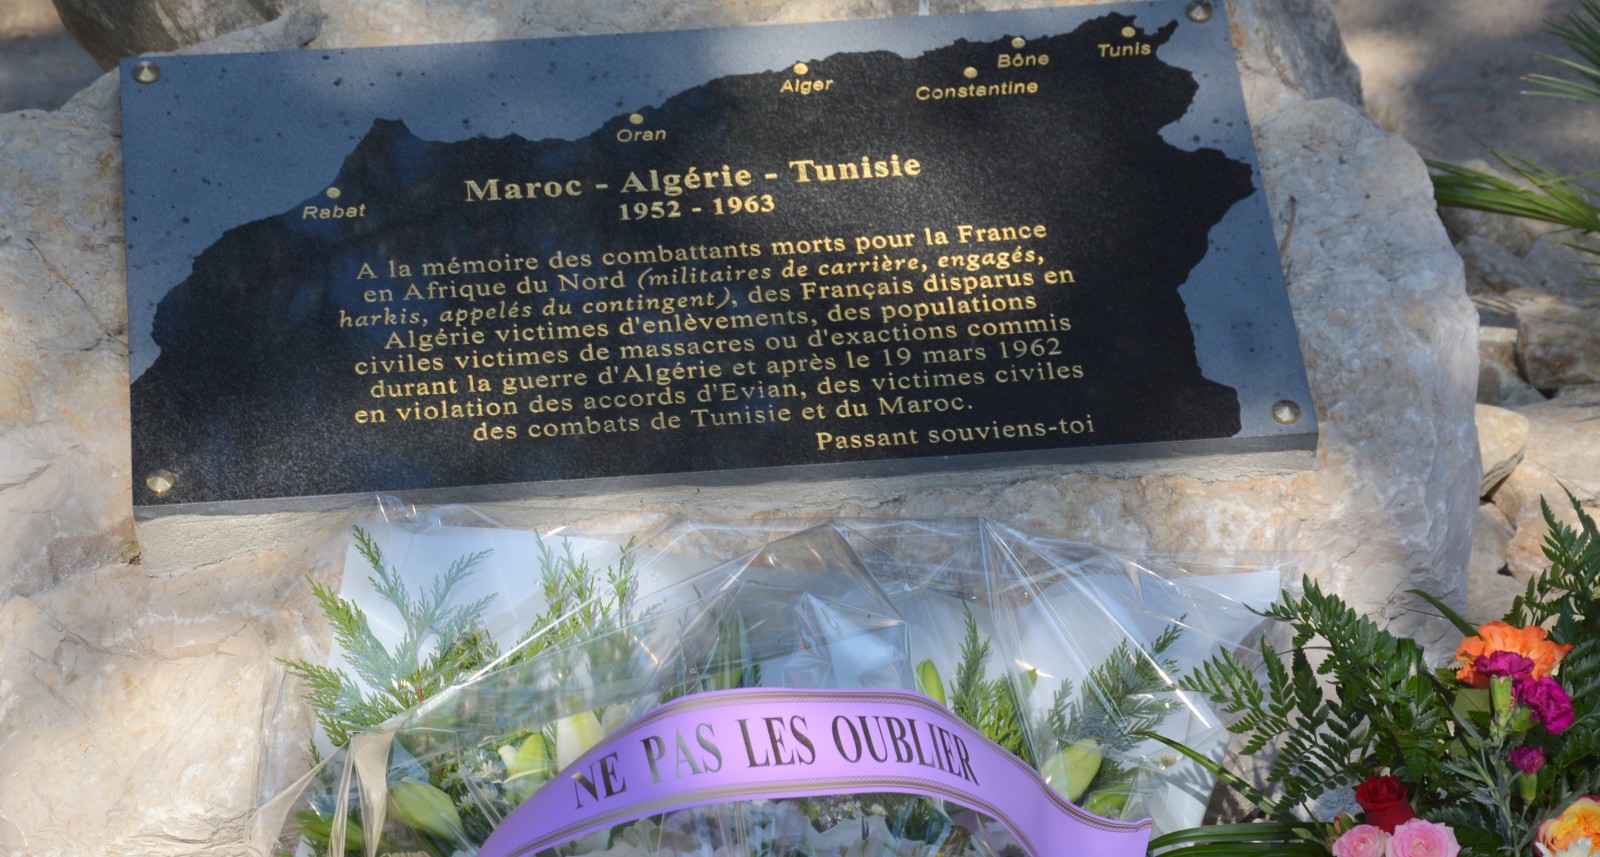 Tunis
Bône
Alger
Constantine
Oran
Rabat
Maroc - Algérie - Tunisie
1952 - 1963
A la mémoire des combattants morts pour la France
en Afrique du Nord (militaires de carrière, engagés,
harkis, appelés du contingent), des Français disparus en
Algérie victimes d'enlèvements, des populations
civiles victimes de massacres ou d'exactions commis
durant la guerre d'Algérie et après le 19 mars 1962
en violation des accords d'Evian, des victimes civiles
des combats de Tunisie et du Maroc.
Passant souviens-toi
NE PAS LES OUBLIER